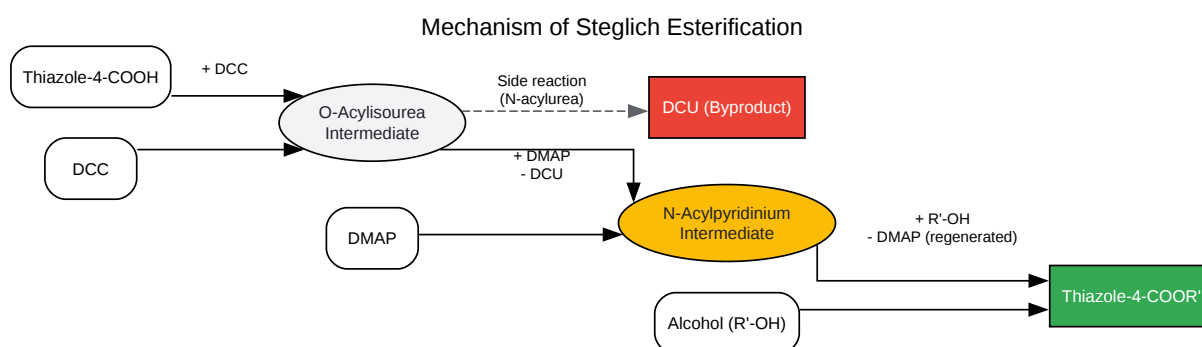 Mechanism of Steglich Esterification
Thiazole-4-COOH
+ DCC
O-Acylisourea
Intermediate
Side reaction
(N-acylurea)
DCU (Byproduct)
DCC
+ DMAP
- DCU
DMAP
N-Acylpyridinium
Intermediate
+ R'-OH
- DMAP (regenerated)
Alcohol (R'-OH)
Thiazole-4-COOR'